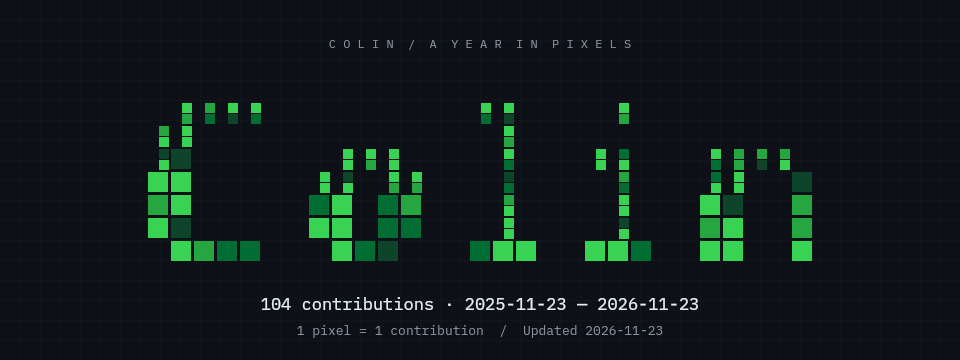 COLIN / A YEAR IN PIXELS
Colin
104 contributions · 2025-11-23 — 2026-11-23
1 pixel = 1 contribution / Updated 2026-11-23